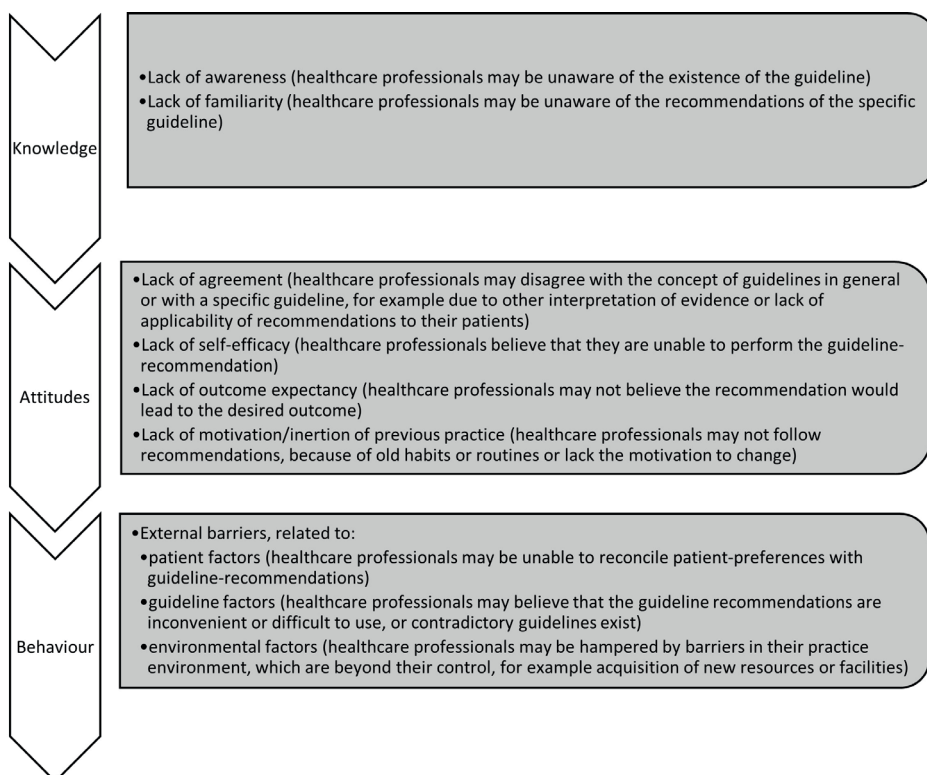 Knowledge
•Lack of awareness (healthcare professionals may be unaware of the existence of the guideline)
•Lack of familiarity (healthcare professionals may be unaware of the recommendations of the specific
guideline)
Attitudes
•Lack of agreement (healthcare professionals may disagree with the concept of guidelines in general
or with a specific guideline, for example due to other interpretation of evidence or lack of
applicability of recommendations to their patients)
•Lack of self-efficacy (healthcare professionals believe that they are unable to perform the guideline-
recommendation)
•Lack of outcome expectancy (healthcare professionals may not believe the recommendation would
lead to the desired outcome)
•Lack of motivation/inertion of previous practice (healthcare professionals may not follow
recommendations, because of old habits or routines or lack the motivation to change)
Behaviour
•External barriers, related to:
•patient factors (healthcare professionals may be unable to reconcile patient-preferences with
guideline-recommendations)
•guideline factors (healthcare professionals may believe that the guideline recommendations are
inconvenient or difficult to use, or contradictory guidelines exist)
•environmental factors (healthcare professionals may be hampered by barriers in their practice
environment, which are beyond their control, for example acquisition of new resources or facilities)